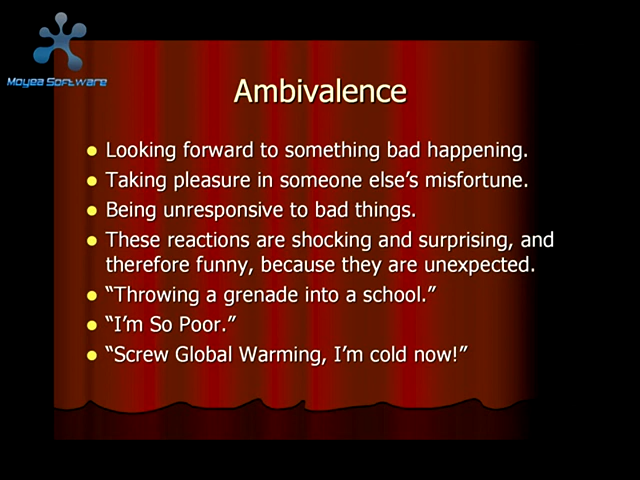 Moyea Software
Ambivalence
Looking forward to something bad happening.
Taking pleasure in someone else’s misfortune.
Being unresponsive to bad things.
These reactions are shocking and surprising, and
therefore funny, because they are unexpected.
“Throwing a grenade into a school.”
“I’m So Poor.”
“Screw Global Warming, I’m cold now!”